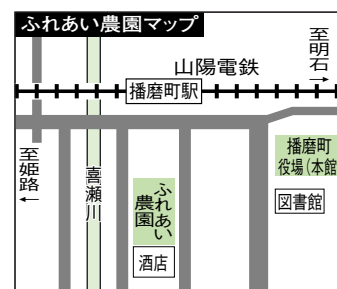 ふれあい農園マップ
至明石
→
山陽電鉄
播磨町駅
至姫路
←
喜瀬川
ふれあい
農園
酒店
播磨町
役場(本館
図書館